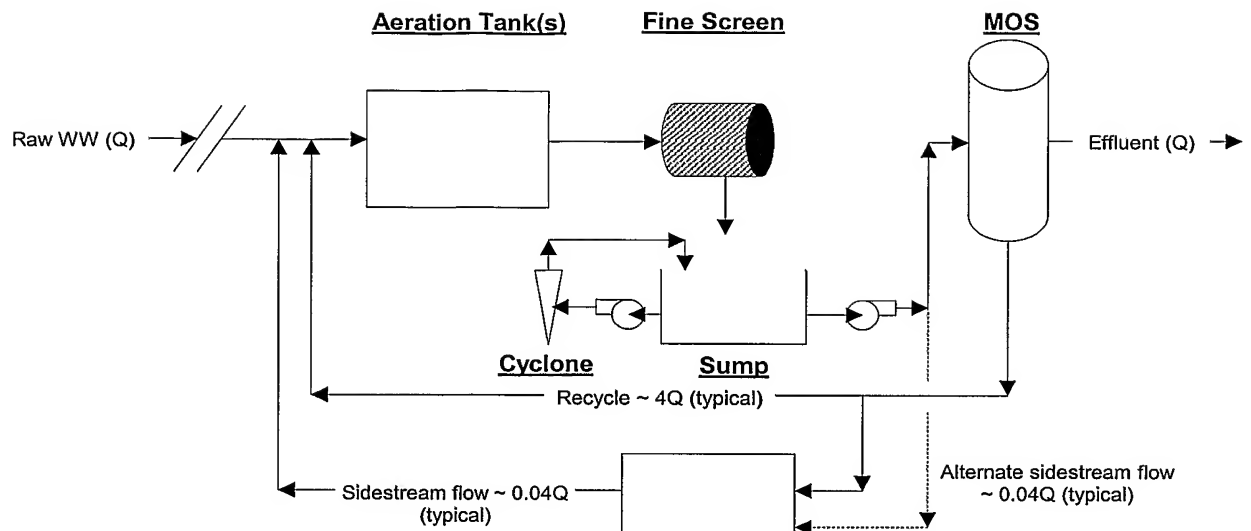 Aeration Tank(s)
Fine Screen
MOS
Raw WW (Q)
Effluent (Q)
Cyclone
Sump
Recycle ~ 4Q (typical)
Sidestream flow ~ 0.04Q
(typical)
Alternate sidestream flow
~ 0.04Q (typical)